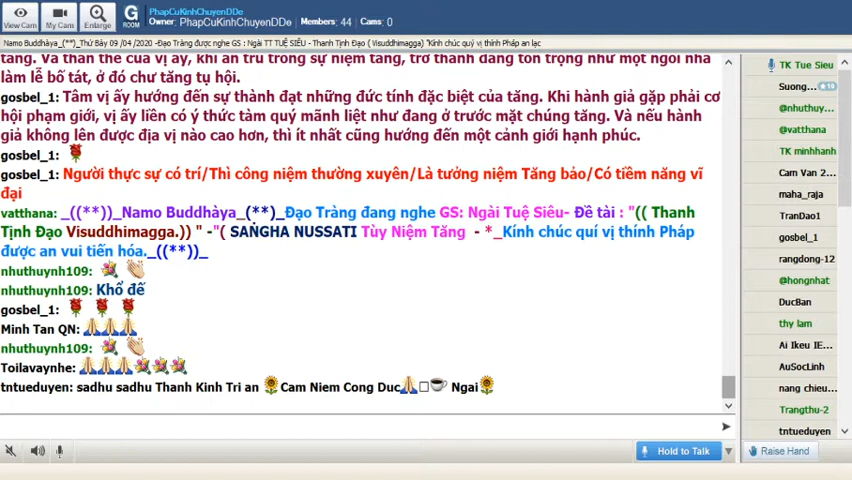 View Cam
My Cam
Enlarge
G
ROOM
PhapCuKinhChuyenDDe
Owner: PhapCuKinhChuyenDDe Members: 44 Cams: 0
Namo Buddhàya_(**)_Thứ Bảy 09 /04 /2020 -Đạo Tràng được nghe GS : Ngài TT TUỆ SIÊU - Thanh Tịnh Đạo ( Visuddhimagga) "Kính chúc quý vị thính Pháp an lạc
tăng. Và thân thể của vị ấy, khi an trú trong sự niệm tăng, trở thành đáng tôn trọng như một ngôi nhà
làm lễ bố tát, ở đó chư tăng tụ hội.
gosbel_1: Tâm vị ấy hướng đến sự thành đạt những đức tính đặc biệt của tăng. Khi hành giả gặp phải cơ
hội phạm giới, vị ấy liền có ý thức tàm quý mãnh liệt như đang ở trước mặt chúng tăng. Và nếu hành
giả không lên được địa vị nào cao hơn, thì ít nhất cũng hướng đến một cảnh giới hạnh phúc.
gosbel_1:
gosbel_1: Người thực sự có trí/Thì công niệm thường xuyên/Là tưởng niệm Tăng bảo/Có tiềm năng vĩ
đại
vatthana: _((**))_Namo Buddhàya_(**)_Đạo Tràng đang nghe GS: Ngài Tuệ Siêu- Đề tài : "(( Thanh
Tịnh Đạo Visuddhimagga.)) " -"( SAṄGHA NUSSATI Tùy Niệm Tăng - *_Kính chúc quí vị thính Pháp
được an vui tiến hóa._((**))_
nhuthuynh109:
nhuthuynh109: Khổ đế
gosbel_1:
Minh Tan QN:
nhuthuynh109:
Toilavaynhe:
tntueduyen: sadhu sadhu Thanh Kinh Tri an Cam Niem Cong Duc Ngai
Hold to Talk
TK Tue Sieu
Suong...
@nhuthuy...
@vatthana
TK minhhanh
Cam Van 2...
maha_raja
TranDao1
gosbel_1
rangdong-12
@hongnhat
DucBan
thy lam
Ai Ikeu IE...
AuSocLinh
nang chieu...
Trangthu-2
tntueduyen
Raise Hand